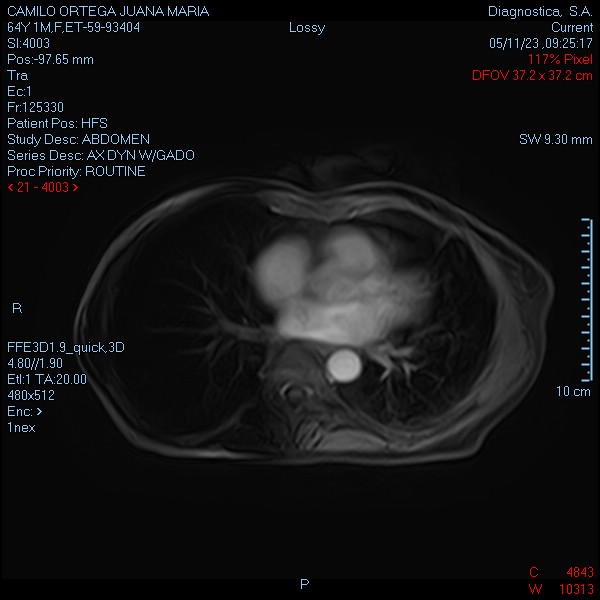 CAMILO ORTEGA JUANA MARIA
64Y 1M,F,ET-59-93404
SI:4003
Pos:-97.65 mm
Tra
Ec:1
Fr:125330
Patient Pos: HFS
Study Desc: ABDOMEN
Series Desc: AX DYN W/GADO
Proc Priority: ROUTINE
< 21 - 4003 >
Lossy
Diagnostica, S.A.
Current
05/11/23 ,09:25:17
117% Pixel
DFOV 37.2 x 37.2 cm
SW 9.30 mm
R
10 cm
FFE3D1.9_quick,3D
4.80//1.90
Etl:1 TA:20.00
480x512
Enc: >
1nex
P
C 4843
W 10313